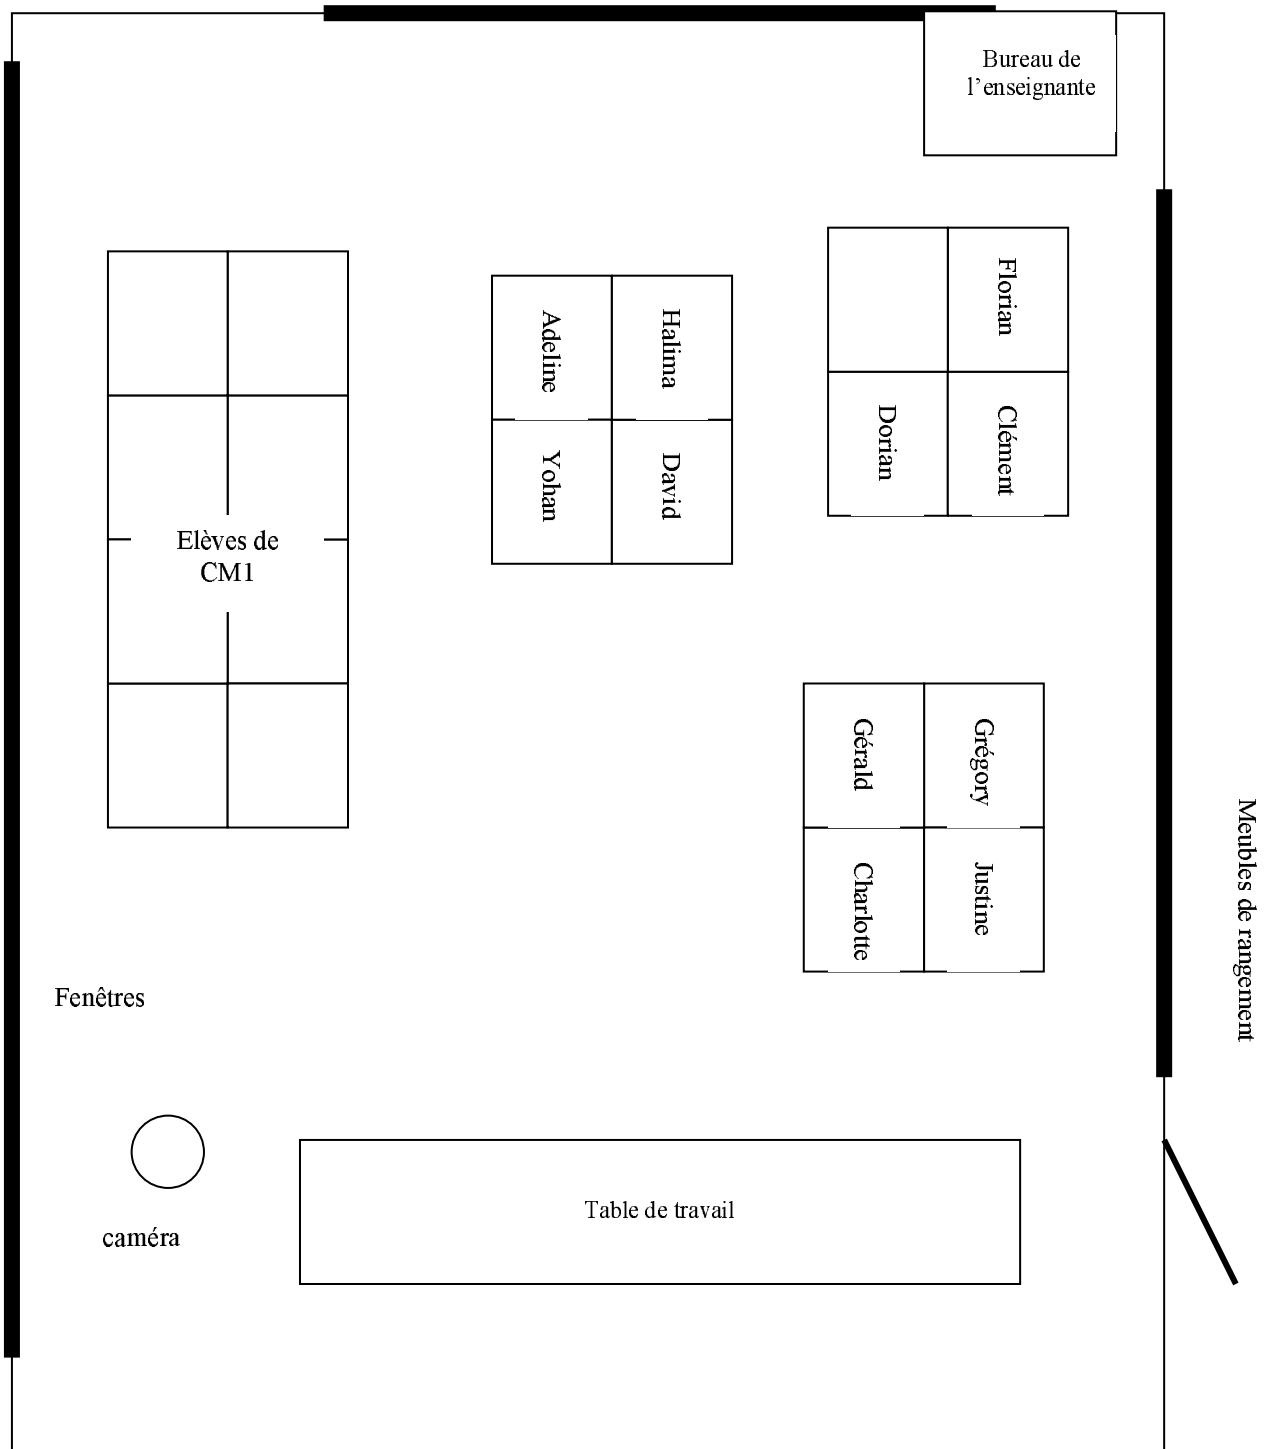 Bureau de
l’enseignante
Florian
Halima
Adeline
Clément
Dorian
David
Yohan
Elèves de
CM1
Grégory
Gérald
Justine
Charlotte
Meubles de rangement
Fenêtres
Table de travail
caméra